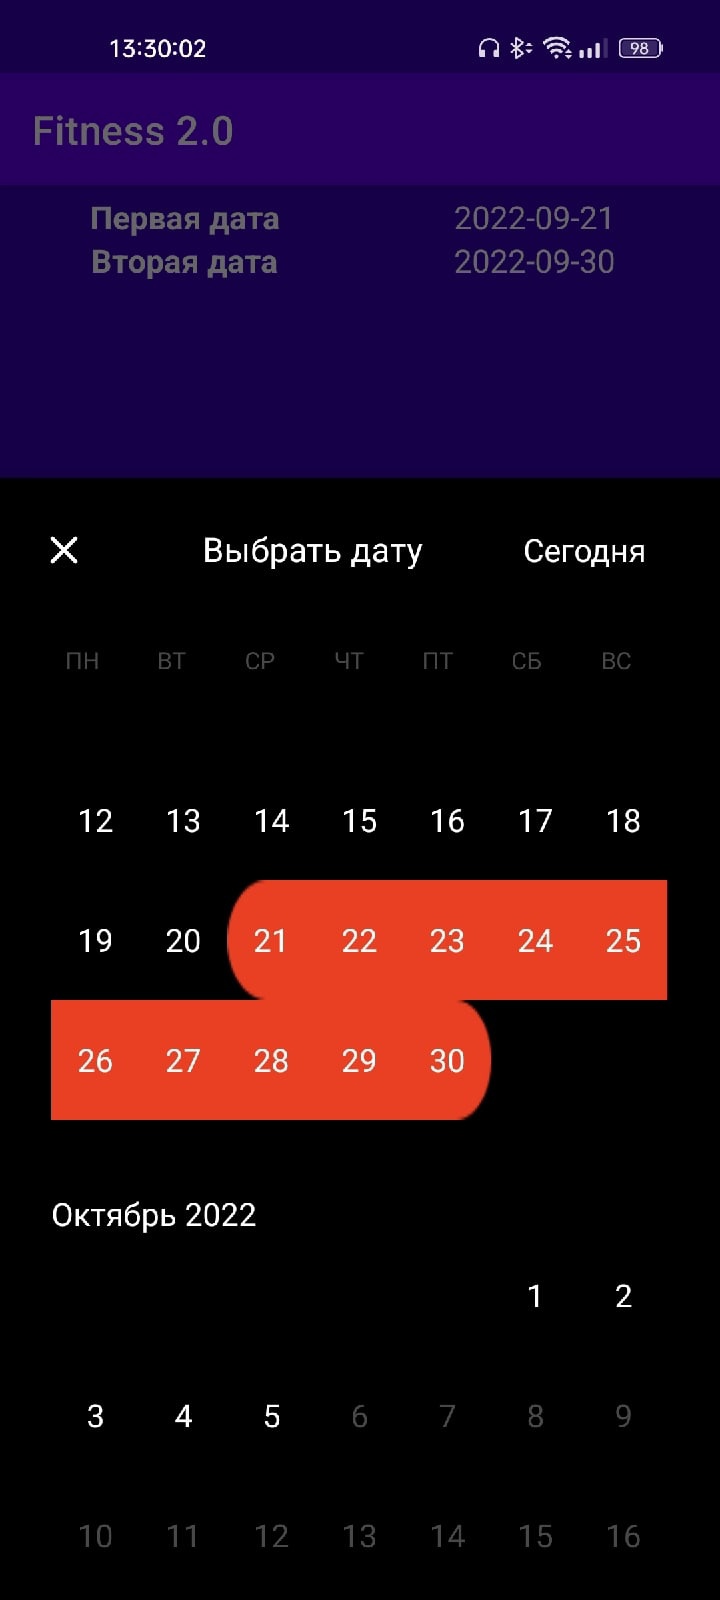 13:30:02 98
Fitness 2.0
Первая дата 2022-09-21
Вторая дата 2022-09-30
Выбрать дату Сегодня
ПН ВТ СР ЧТ ПТ СБ ВС
12 13 14 15 16 17 18
19 20 21 22 23 24 25
26 27 28 29 30
Октябрь 2022
1 2
3 4 5 6 7 8 9
10 11 12 13 14 15 16